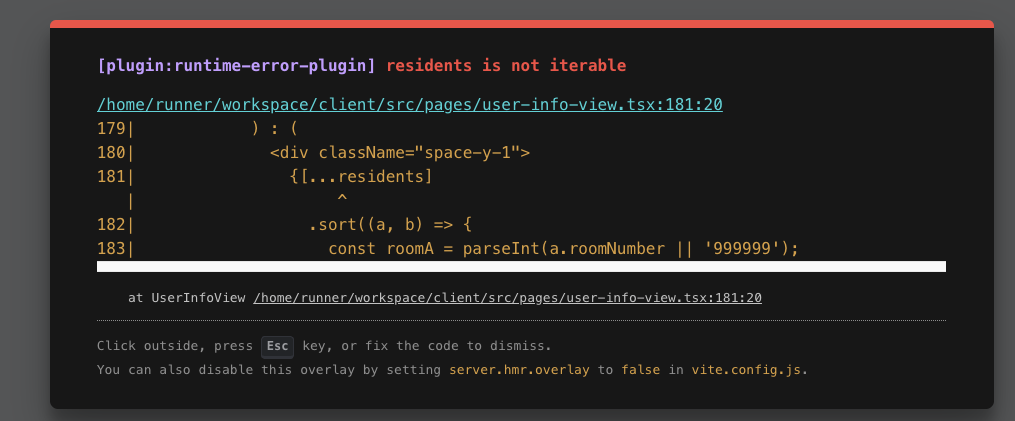 [plugin:runtime-error-plugin] residents is not iterable
/home/runner/workspace/client/src/pages/user-info-view.tsx:181:20
179|            ) : (
180|              <div className="space-y-1">
181|                {[...residents]
   |                     ^
182|                  .sort((a, b) => {
183|                    const roomA = parseInt(a.roomNumber || '999999');
at UserInfoView /home/runner/workspace/client/src/pages/user-info-view.tsx:181:20
Click outside, press Esc key, or fix the code to dismiss.
You can also disable this overlay by setting server.hmr.overlay to false in vite.config.js.